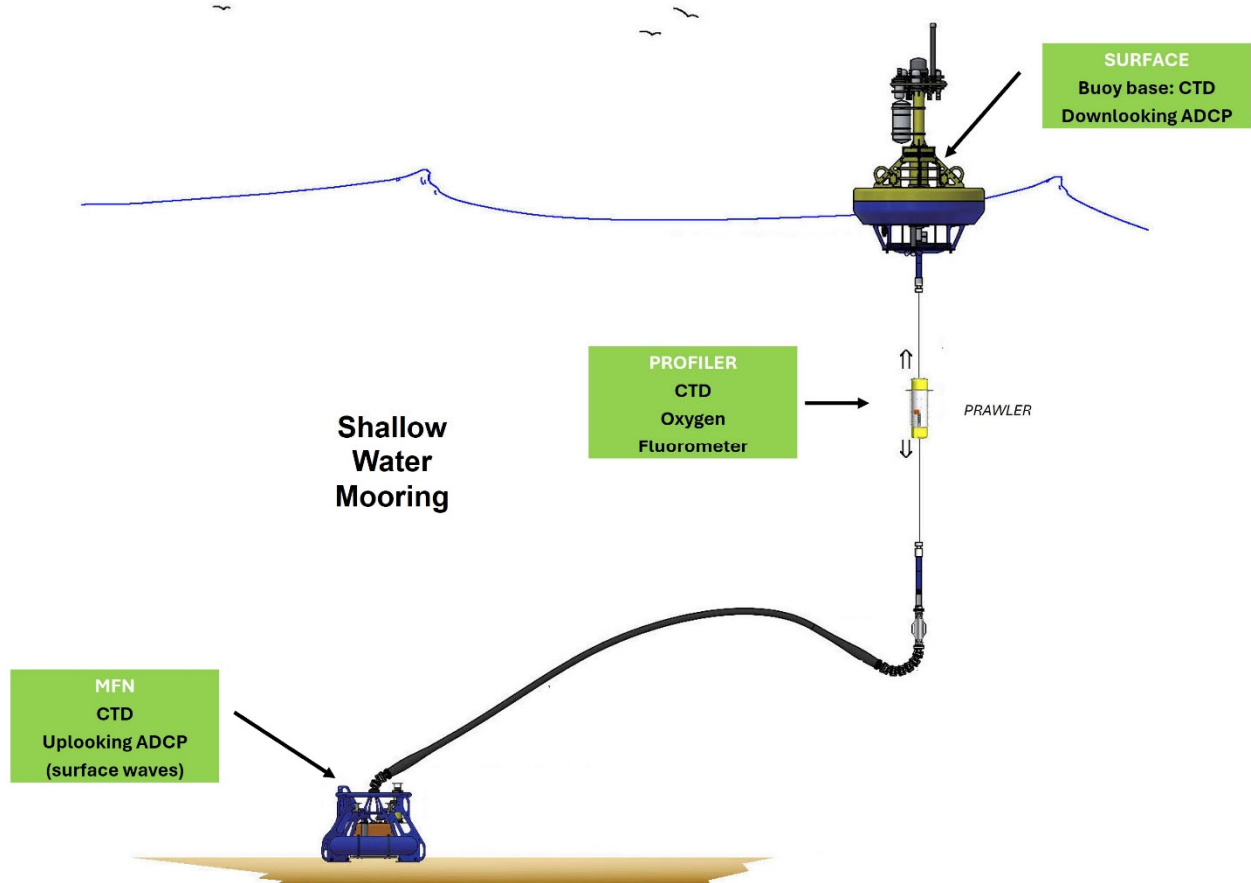 SURFACE
Buoy base: CTD
Downlooking ADCP
PROFILER
CTD
Oxygen
Fluorometer
PRAWLER
Shallow
Water
Mooring
MFN
CTD
Uplooking ADCP
(surface waves)